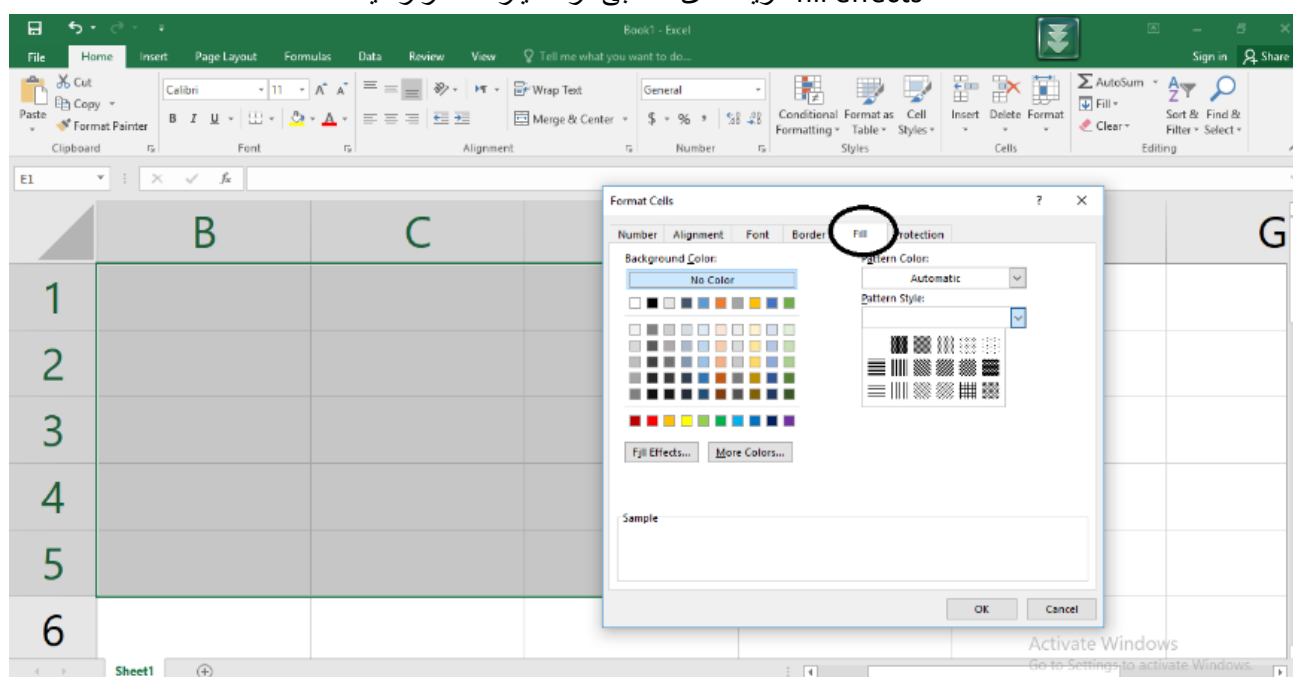 fill effects
Book1 - Excel
File Home Insert Page Layout Formulas Data Review View Tell me what you want to do... Sign in Share
Cut
Copy
Format Painter
Paste
Calibri 11 A A
B I U A
Wrap Text
Merge & Center
General
$ % ,
Conditional Formatting
Format as Table
Cell Styles
Insert Delete Format
AutoSum
Fill
Clear
Sort & Filter
Find & Select
Clipboard Font Alignment Number Styles Cells Editing
E1 fx
B C G
1
2
3
4
5
6
Format Cells ?
Number Alignment Font Border Fill
Background Color:
No Color
Pattern Color:
Automatic
Pattern Style:
Fill Effects... More Colors...
Sample
OK Cancel
Activate Windows
Go to Settings to activate Windows.
Sheet1